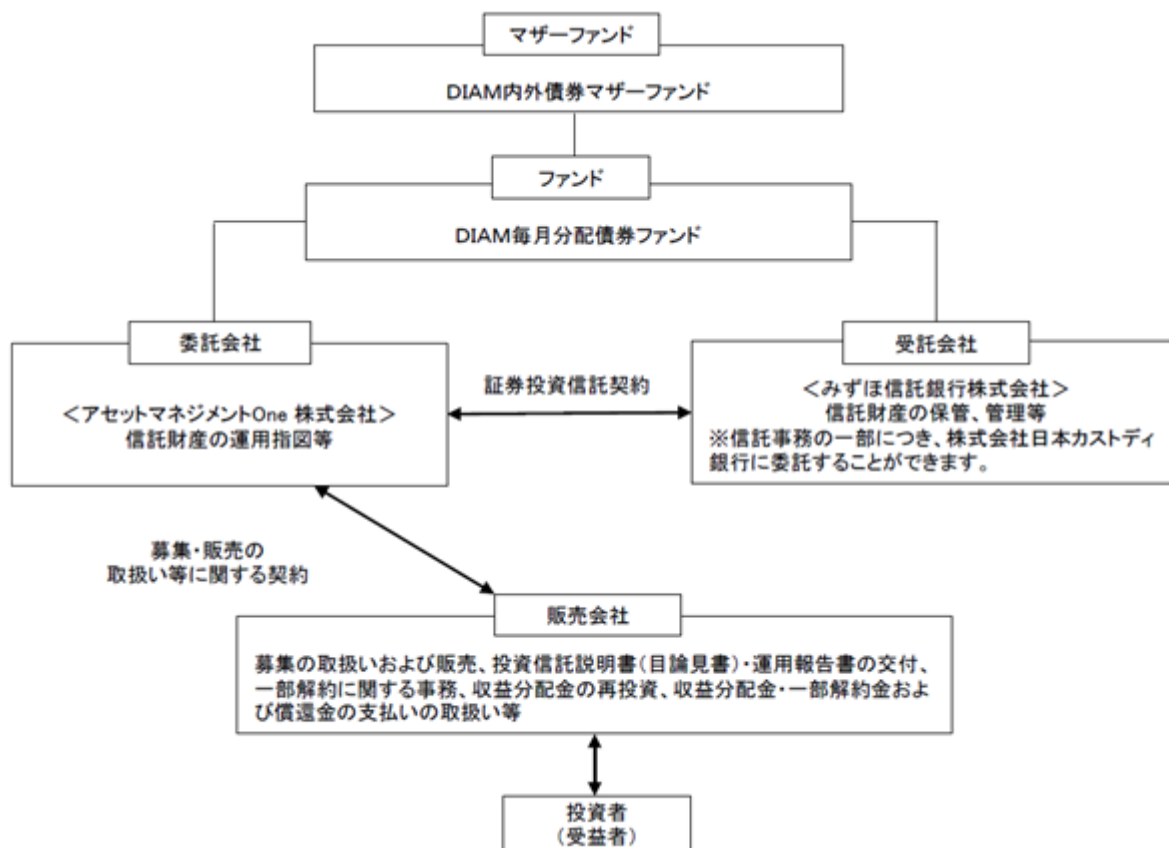 マザーファンド
DIAM内外債券マザーファンド
ファンド
DIAM毎月分配債券ファンド
委託会社
<アセットマネジメントOne 株式会社>
信託財産の運用指図等
証券投資信託契約
受託会社
<みずほ信託銀行株式会社>
信託財産の保管、管理等
※信託事務の一部につき、株式会社日本カストディ
銀行に委託することができます。
募集・販売の
取扱い等に関する契約
販売会社
募集の取扱いおよび販売、投資信託説明書(目論見書)・運用報告書の交付、
一部解約に関する事務、収益分配金の再投資、収益分配金・一部解約金およ
び償還金の支払いの取扱い等
投資者
(受益者)